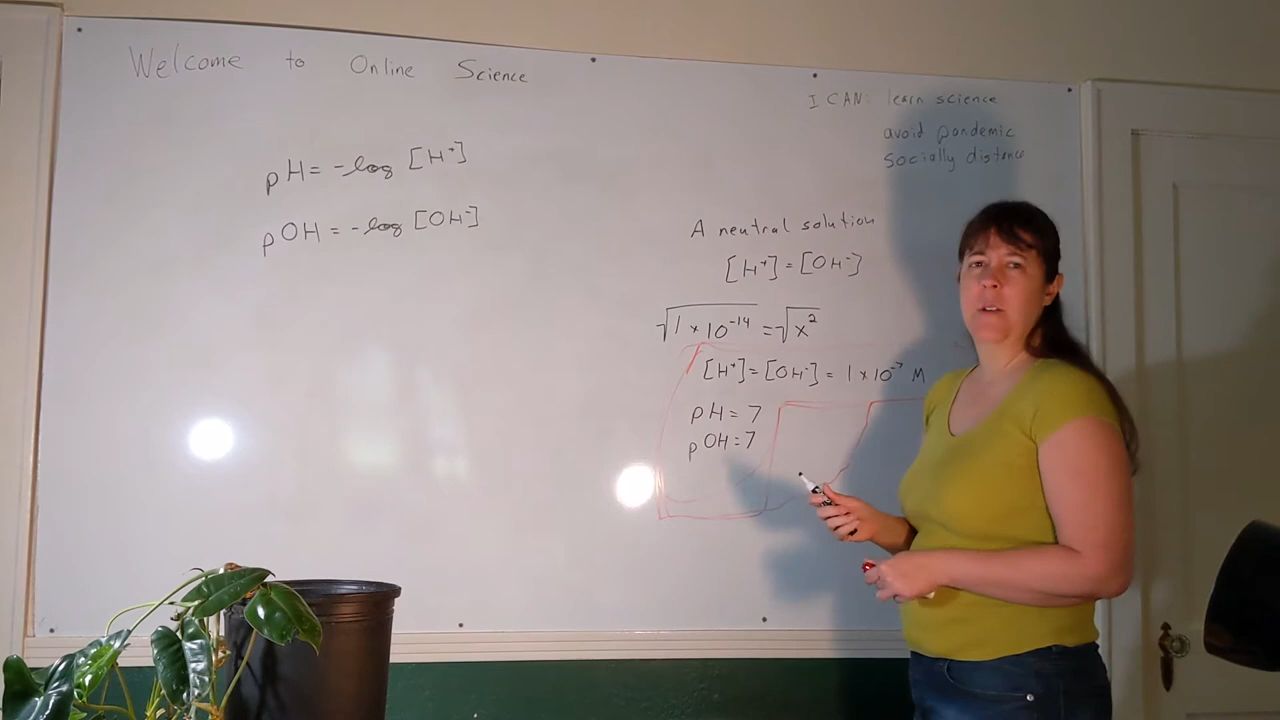 Welcome to Online Science
pH = -log [H⁺]
pOH = -log [OH⁻]
I CAN: learn science
avoid pandemic
socially distance
A neutral solution
[H⁺] = [OH⁻]
√1 x 10⁻¹⁴ = √x²
[H⁺] = [OH⁻] = 1 x 10⁻⁷ M
pH = 7
pOH = 7